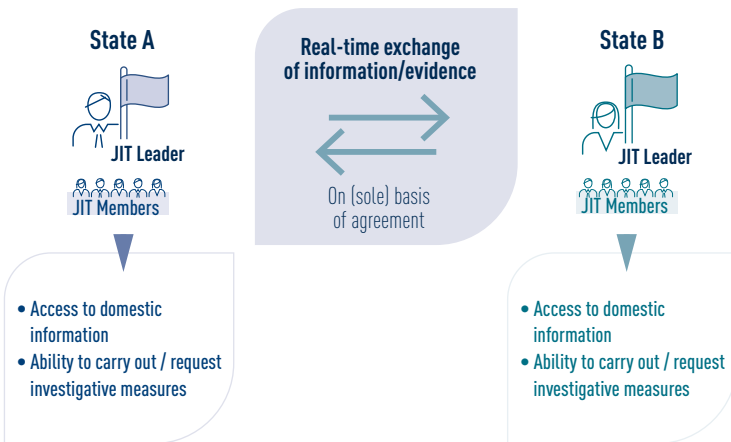 State A
JIT Leader
JIT Members
• Access to domestic
information
• Ability to carry out / request
investigative measures
Real-time exchange
of information/evidence
On (sole) basis
of agreement
State B
JIT Leader
JIT Members
• Access to domestic
information
• Ability to carry out / request
investigative measures